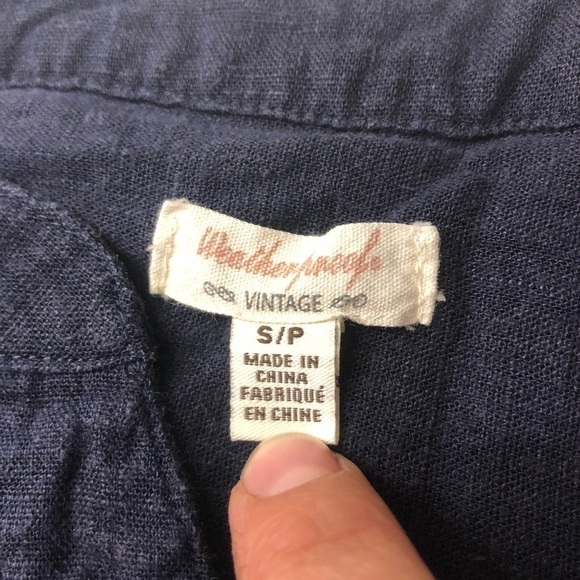 Weatherproof
VINTAGE
S/P
MADE IN
CHINA
FABRIQUÉ
EN CHINE